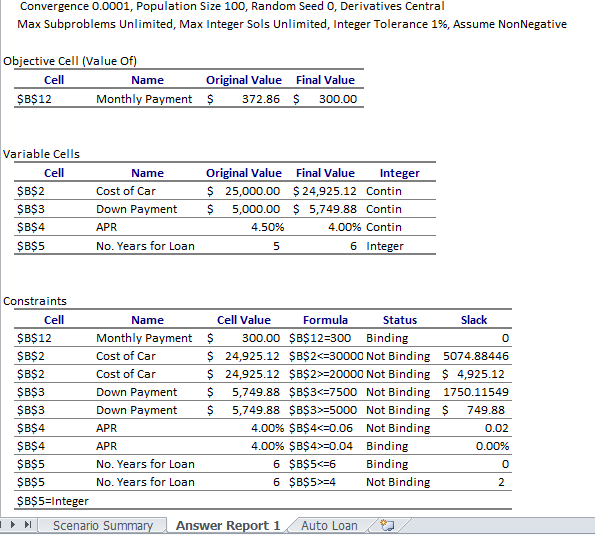 Convergence 0.0001, Population Size 100, Random Seed 0, Derivatives Central
Max Subproblems Unlimited, Max Integer Sols Unlimited, Integer Tolerance 1%, Assume NonNegative
Objective Cell (Value Of)
Cell Name Original Value Final Value
$B$12 Monthly Payment $ 372.86 $ 300.00
Variable Cells
Cell Name Original Value Final Value Integer
$B$2 Cost of Car $ 25,000.00 $ 24,925.12 Contin
$B$3 Down Payment $ 5,000.00 $ 5,749.88 Contin
$B$4 APR 4.50% 4.00% Contin
$B$5 No. Years for Loan 5 6 Integer
Constraints
Cell Name Cell Value Formula Status Slack
$B$12 Monthly Payment $ 300.00 $B$12=300 Binding 0
$B$2 Cost of Car $ 24,925.12 $B$2<=30000 Not Binding 5074.88446
$B$2 Cost of Car $ 24,925.12 $B$2>=20000 Not Binding $ 4,925.12
$B$3 Down Payment $ 5,749.88 $B$3<=7500 Not Binding 1750.11549
$B$3 Down Payment $ 5,749.88 $B$3>=5000 Not Binding $ 749.88
$B$4 APR 4.00% $B$4<=0.06 Not Binding 0.02
$B$4 APR 4.00% $B$4>=0.04 Binding 0.00%
$B$5 No. Years for Loan 6 $B$5<=6 Binding 0
$B$5 No. Years for Loan 6 $B$5>=4 Not Binding 2
$B$5=Integer
Scenario Summary Answer Report 1 Auto Loan